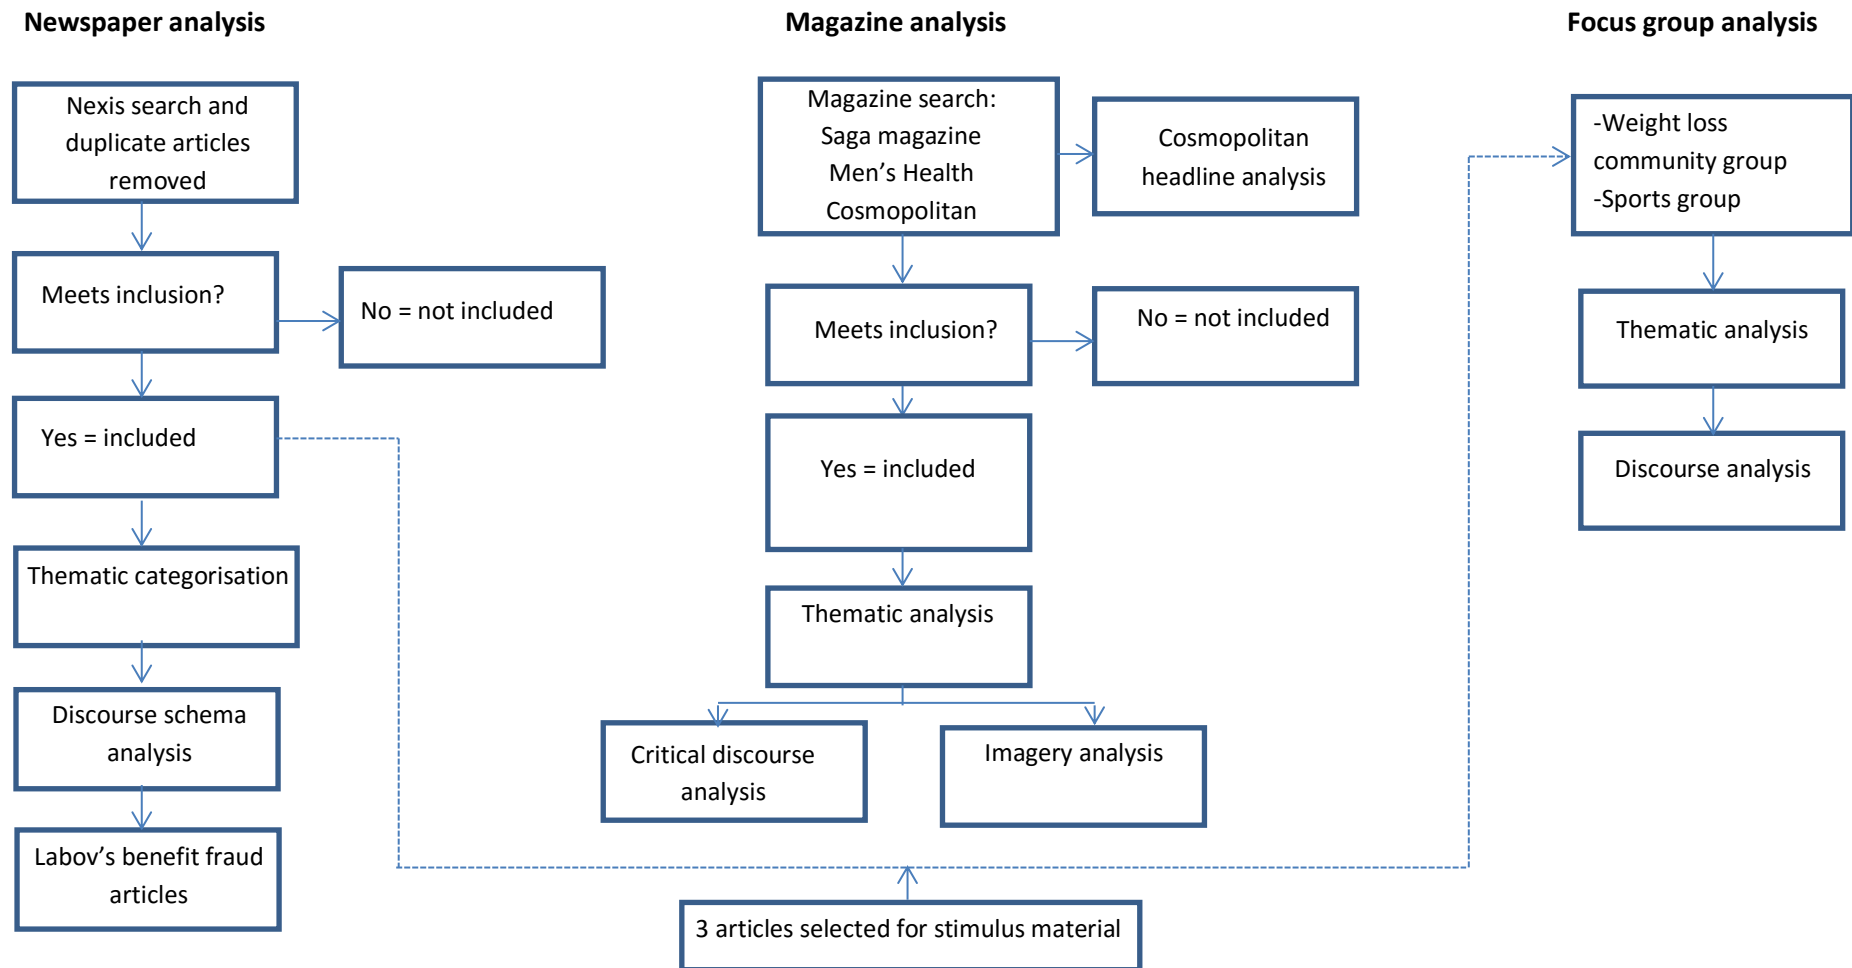 Newspaper analysis
Nexis search and
duplicate articles
removed
Meets inclusion?
No = not included
Yes = included
Thematic categorisation
Discourse schema
analysis
Labov’s benefit fraud
articles
Magazine analysis
Magazine search:
Saga magazine
Men’s Health
Cosmopolitan
Cosmopolitan
headline analysis
Meets inclusion?
No = not included
Yes = included
Thematic analysis
Critical discourse
analysis
Imagery analysis
3 articles selected for stimulus material
Focus group analysis
-Weight loss
community group
-Sports group
Thematic analysis
Discourse analysis